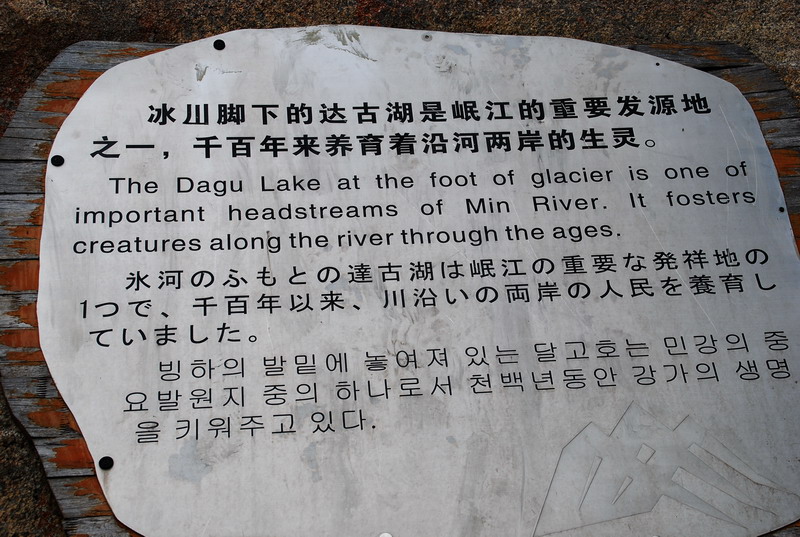 冰川脚下的达古湖是岷江的重要发源地
之一，千百年来养育着沿河两岸的生灵。
The Dagu Lake at the foot of glacier is one of
important headstreams of Min River. It fosters
creatures along the river through the ages.
氷河のふもとの達古湖は岷江の重要な発祥地の
1つで、千百年以来、川沿いの両岸の人民を養育し
ていました。
빙하의 발밑에 놓여져 있는 달고호는 민강의 중
요발원지 중의 하나로서 천백년동안 강가의 생명
을 키워주고 있다.